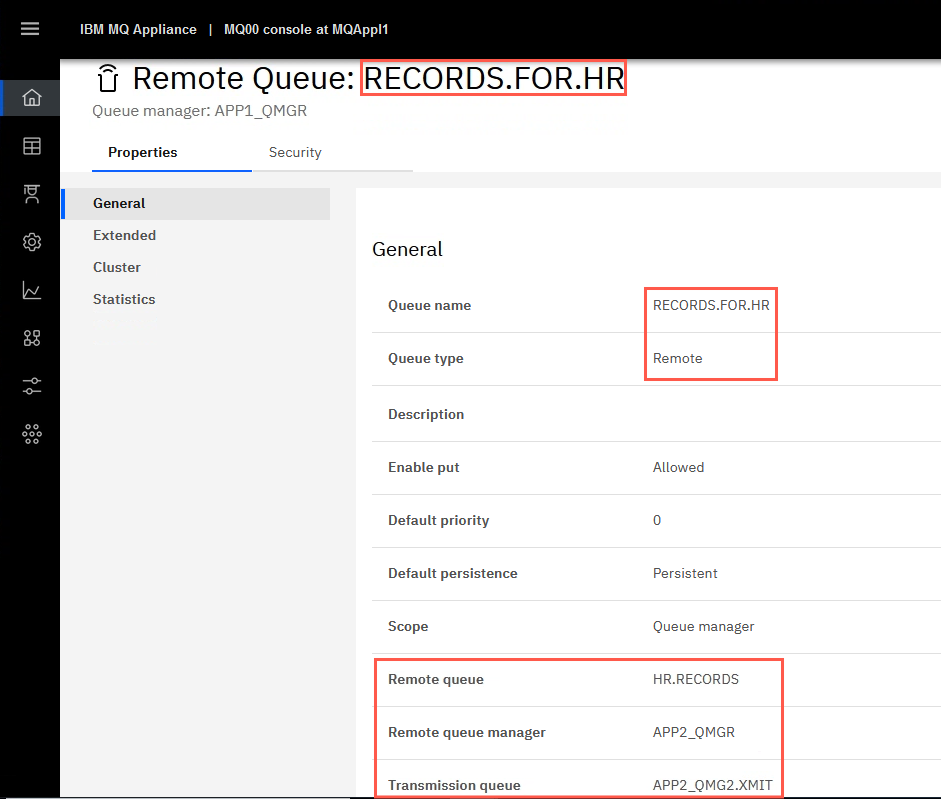 IBM MQ Appliance | MQ00 console at MQAppl1
Remote Queue: RECORDS.FOR.HR
Queue manager: APP1_QMGR
Properties Security
General
Extended
Cluster
Statistics
General
Queue name RECORDS.FOR.HR
Queue type Remote
Description
Enable put Allowed
Default priority 0
Default persistence Persistent
Scope Queue manager
Remote queue HR.RECORDS
Remote queue manager APP2_QMGR
Transmission queue APP2_QMG2.XMIT